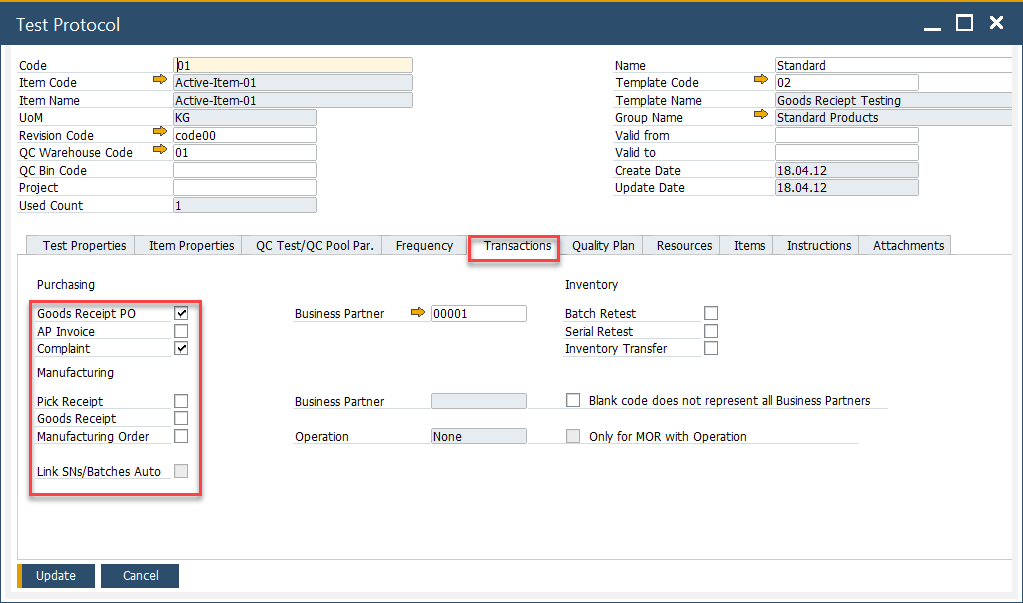 Test Protocol
Code 01
Name Standard
Item Code Active-Item-01
Template Code 02
Item Name Active-Item-01
Template Name Goods Reciept Testing
UoM KG
Group Name Standard Products
Revision Code code00
Valid from
QC Warehouse Code 01
Valid to
QC Bin Code
Create Date 18.04.12
Project
Update Date 18.04.12
Used Count 1
Test Properties Item Properties QC Test/QC Pool Par. Frequency Transactions Quality Plan Resources Items Instructions Attachments
Purchasing
Inventory
Goods Receipt PO
Business Partner 00001
Batch Retest
AP Invoice
Serial Retest
Complaint
Inventory Transfer
Manufacturing
Pick Receipt
Business Partner
Blank code does not represent all Business Partners
Goods Receipt
Manufacturing Order
Operation None
Only for MOR with Operation
Link SNs/Batches Auto
Update Cancel